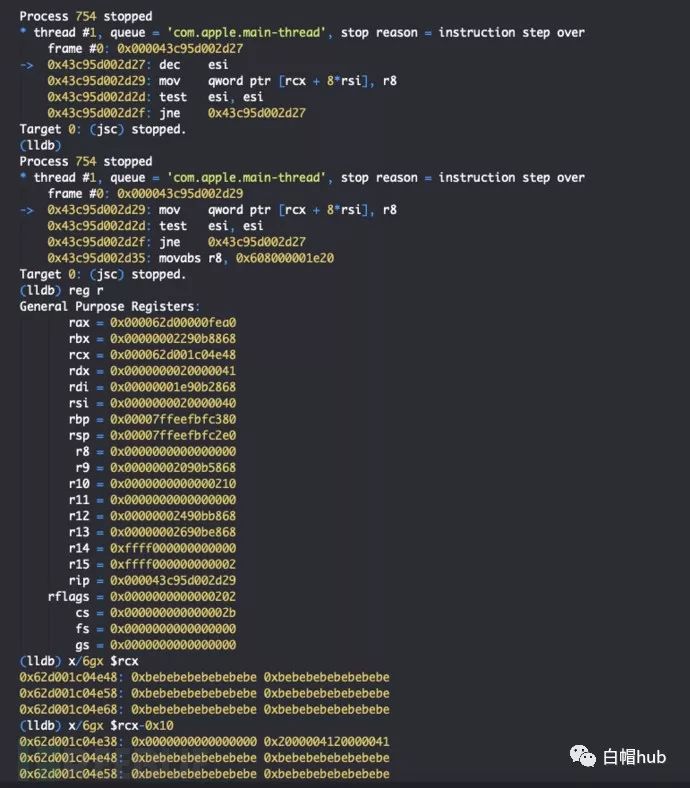 Process 754 stopped
* thread #1, queue = 'com.apple.main-thread', stop reason = instruction step over
frame #0: 0x000043c95d002d27
-> 0x43c95d002d27: dec esi
0x43c95d002d29: mov qword ptr [rcx + 8*rsi], r8
0x43c95d002d2d: test esi, esi
0x43c95d002d2f: jne 0x43c95d002d27
Target 0: (jsc) stopped.
(lldb)
Process 754 stopped
* thread #1, queue = 'com.apple.main-thread', stop reason = instruction step over
frame #0: 0x000043c95d002d29
-> 0x43c95d002d29: mov qword ptr [rcx + 8*rsi], r8
0x43c95d002d2d: test esi, esi
0x43c95d002d2f: jne 0x43c95d002d27
0x43c95d002d35: movabs r8, 0x608000001e20
Target 0: (jsc) stopped.
(lldb) reg r
General Purpose Registers:
rax = 0x000062d00000fea0
rbx = 0x00000002290b8868
rcx = 0x000062d001c04e48
rdx = 0x0000000020000041
rdi = 0x00000001e90b2868
rsi = 0x0000000020000040
rbp = 0x00007ffeefbfc380
rsp = 0x00007ffeefbfc2e0
r8 = 0x0000000000000000
r9 = 0x00000002090b5868
r10 = 0x0000000000000210
r11 = 0x0000000000000000
r12 = 0x00000002490bb868
r13 = 0x00000002690be868
r14 = 0xffff000000000000
r15 = 0xffff000000000002
rip = 0x000043c95d002d29
rflags = 0x0000000000000202
cs = 0x000000000000002b
fs = 0x0000000000000000
gs = 0x0000000000000000
(lldb) x/6gx $rcx
0x62d001c04e48: 0xbebebebebebebebe 0xbebebebebebebebe
0x62d001c04e58: 0xbebebebebebebebe 0xbebebebebebebebe
0x62d001c04e68: 0xbebebebebebebebe 0xbebebebebebebebe
(lldb) x/6gx $rcx-0x10
0x62d001c04e38: 0x0000000000000000 0x2000004120000041
0x62d001c04e48: 0xbebebebebebebebe 0xbebebebebebebebe
0x62d001c04e58: 0xbebebebebebebebe 0xbebebebebebebebe
白帽hub